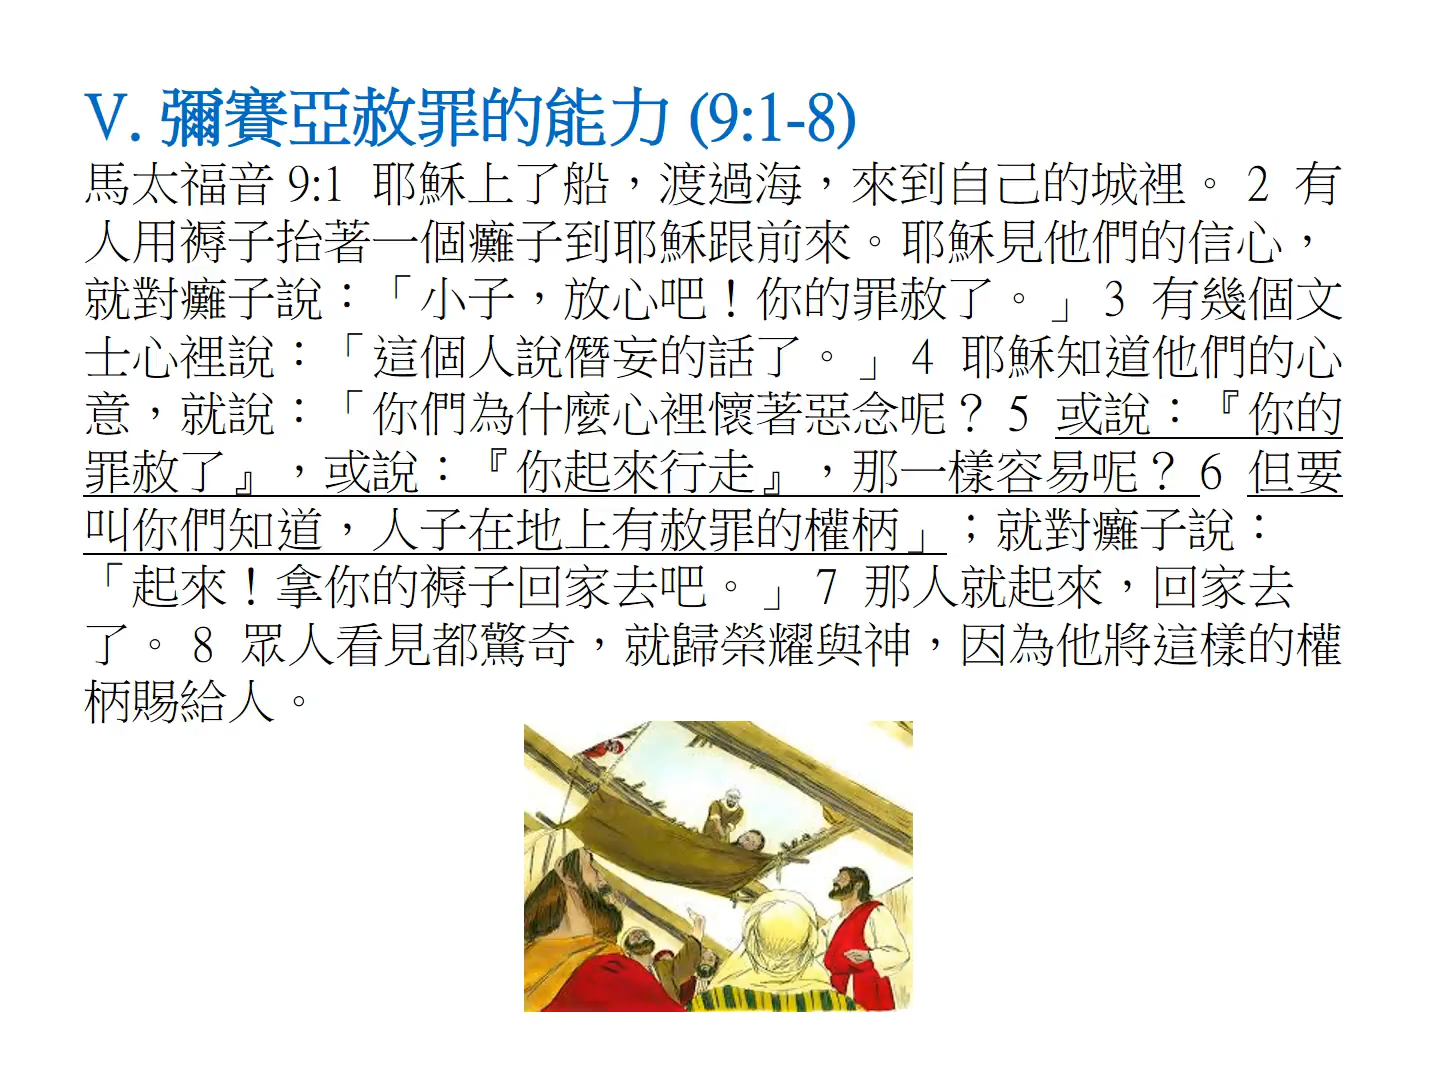 V. 彌賽亞赦罪的能力 (9:1-8)
馬太福音 9:1 耶穌上了船，渡過海，來到自己的城裡。 2 有
人用褥子抬著一個癱子到耶穌跟前來。耶穌見他們的信心，
就對癱子說：「小子，放心吧！你的罪赦了。」 3 有幾個文
士心裡說：「這個人說僭妄的話了。」 4 耶穌知道他們的心
意，就說：「你們為什麼心裡懷著惡念呢？ 5 或說：『你的
罪赦了』，或說：『你起來行走』，那一樣容易呢？ 6 但要
叫你們知道，人子在地上有赦罪的權柄」；就對癱子說：
「起來！拿你的褥子回家去吧。」 7 那人就起來，回家去
了。 8 眾人看見都驚奇，就歸榮耀與神，因為他將這樣的權
柄賜給人。